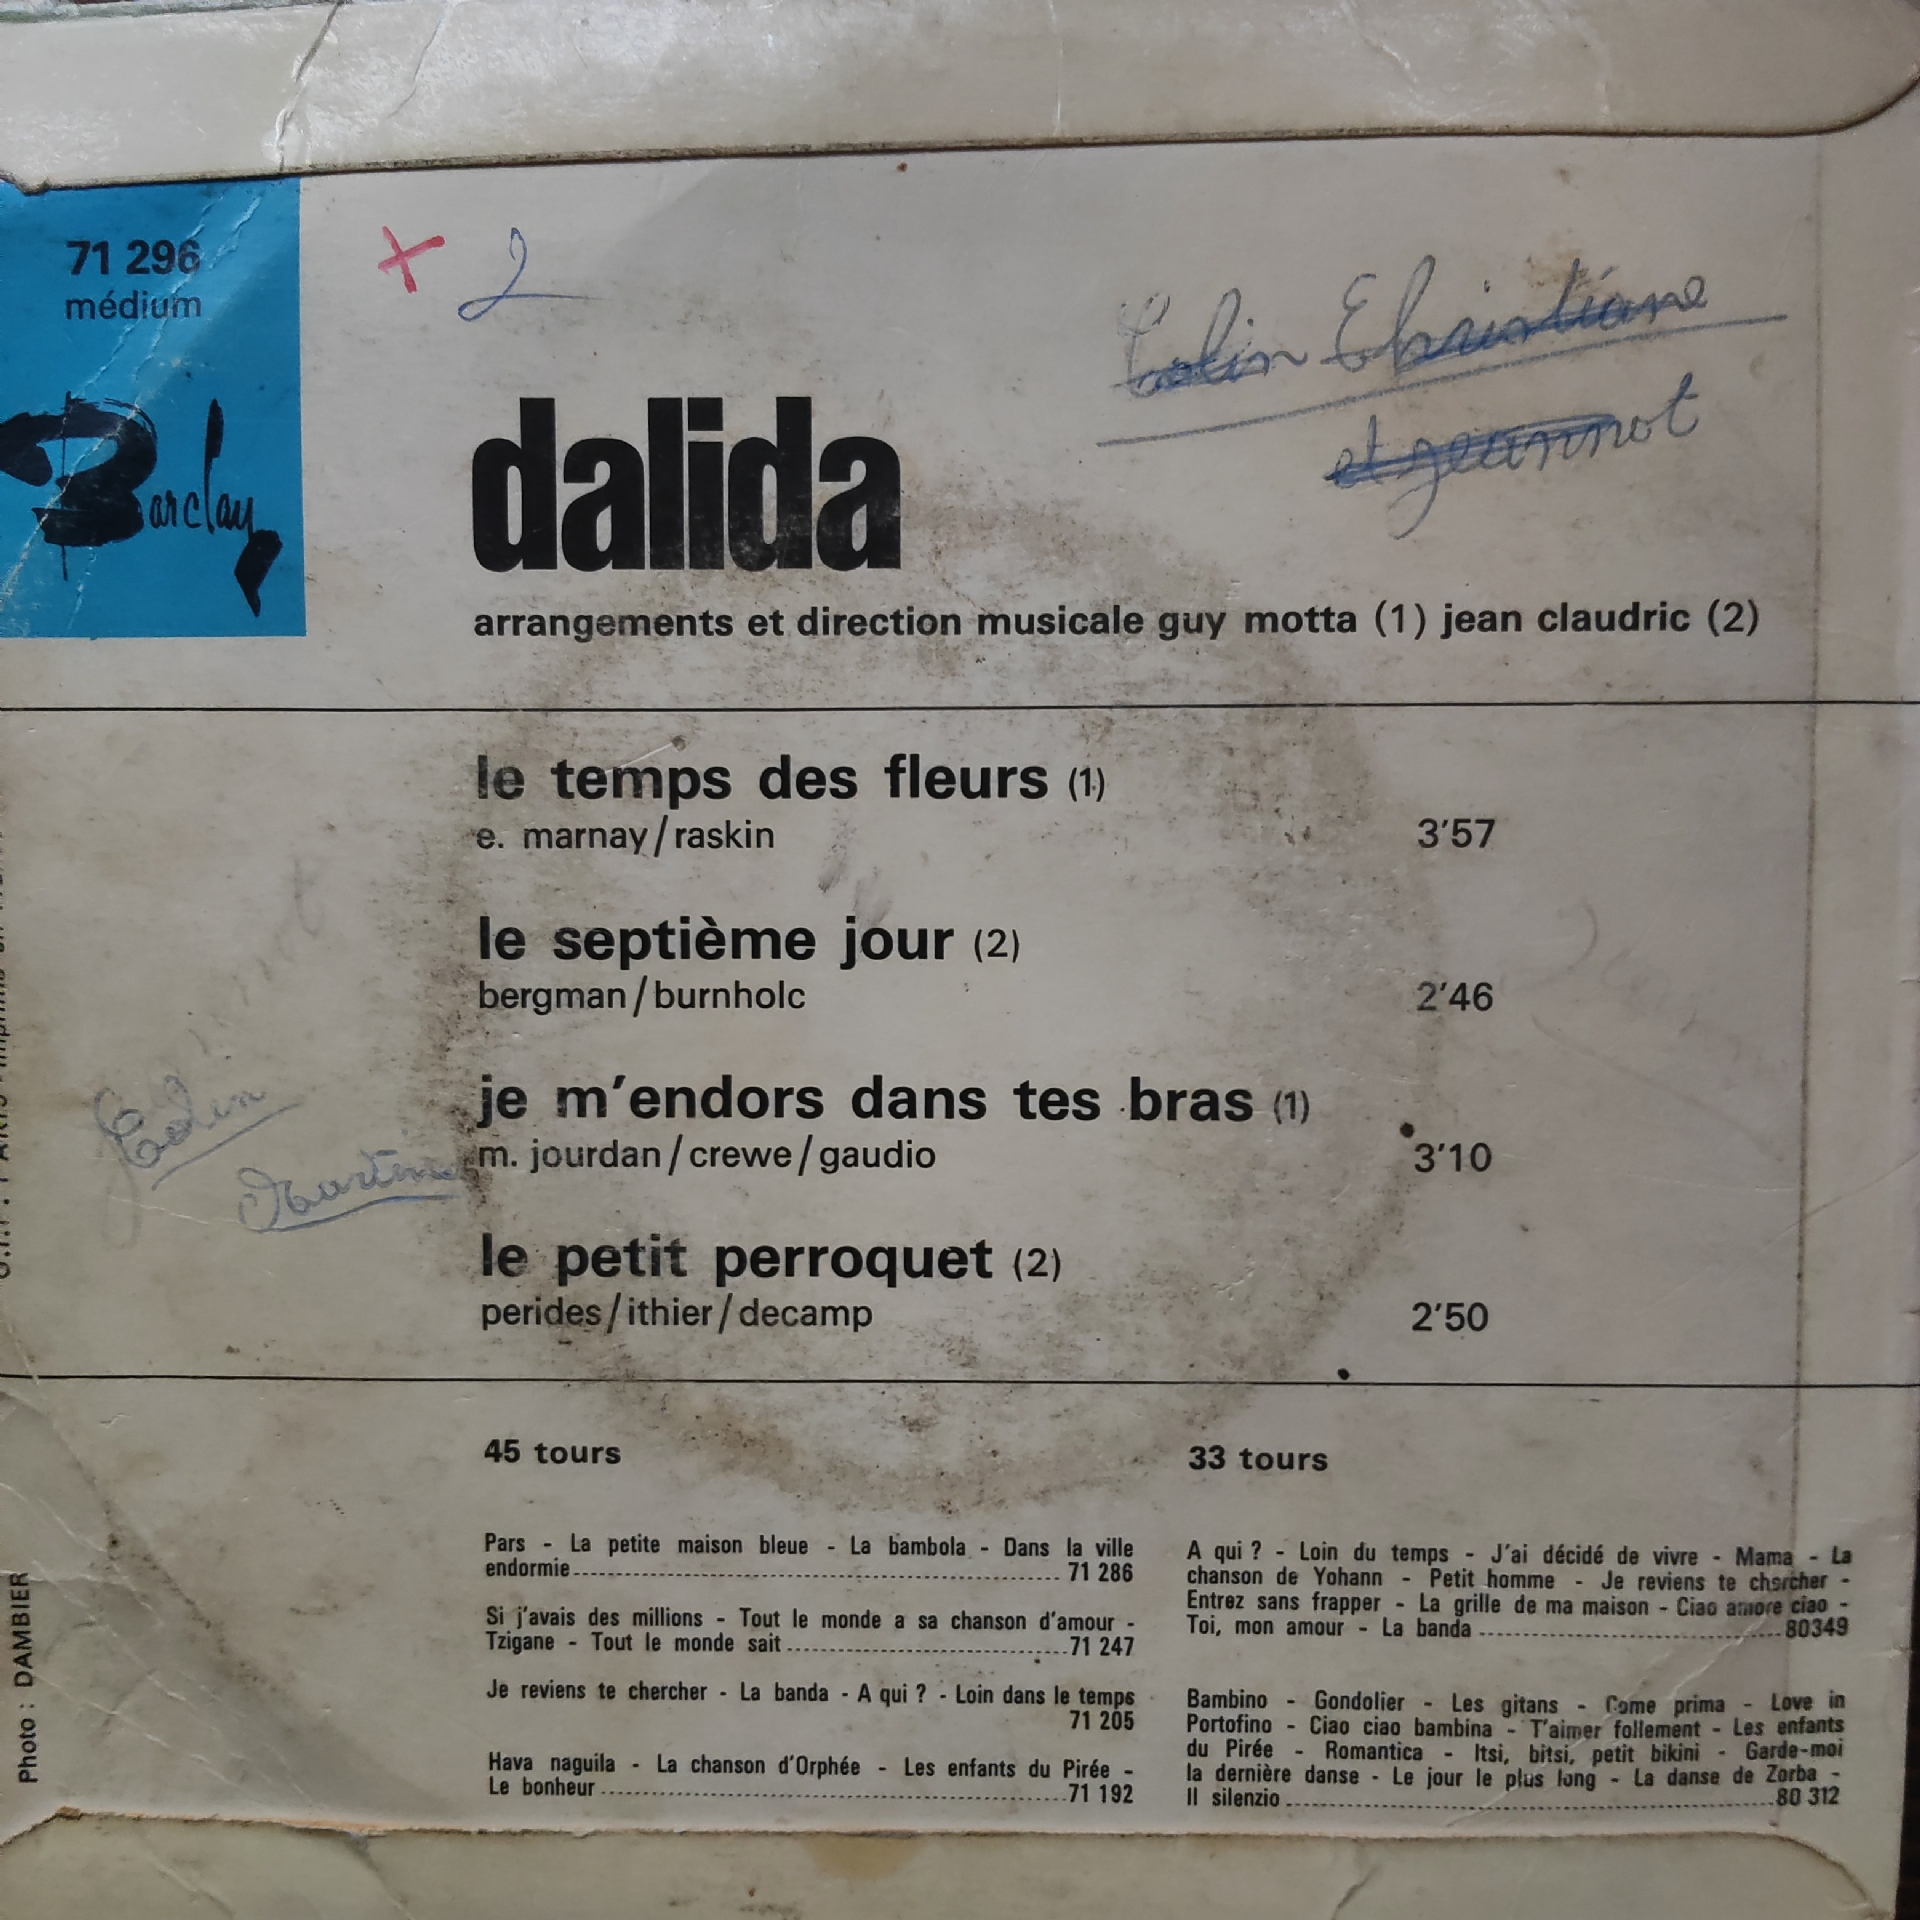 71 296
médium
Barclay
2
Colin Christiane
et jeannot
dalida
arrangements et direction musicale guy motta (1) jean claudric (2)
le temps des fleurs (1)
e. marnay/raskin 3'57
le septième jour (2)
bergman/burnholc 2'46
je m'endors dans tes bras (1)
m. jourdan/crewe/gaudio 3'10
le petit perroquet (2)
perides/ithier/decamp 2'50
Colin
Martine
45 tours
Pars - La petite maison bleue - La bambola - Dans la ville
endormie 71 286
Si j'avais des millions - Tout le monde a sa chanson d'amour -
Tzigane - Tout le monde sait 71 247
Je reviens te chercher - La banda - A qui ? - Loin dans le temps
71 205
Hava naguila - La chanson d'Orphée - Les enfants du Pirée -
Le bonheur 71 192
33 tours
A qui ? - Loin du temps - J'ai décidé de vivre - Mama - La
chanson de Yohann - Petit homme - Je reviens te chercher -
Entrez sans frapper - La grille de ma maison - Ciao amore ciao -
Toi, mon amour - La banda 80349
Bambino - Gondolier - Les gitans - Come prima - Love in
Portofino - Ciao ciao bambina - T'aimer follement - Les enfants
du Pirée - Romantica - Itsi, bitsi, petit bikini - Garde-moi
la dernière danse - Le jour le plus long - La danse de Zorba -
Il silenzio 80 312
Photo : DAMBIER